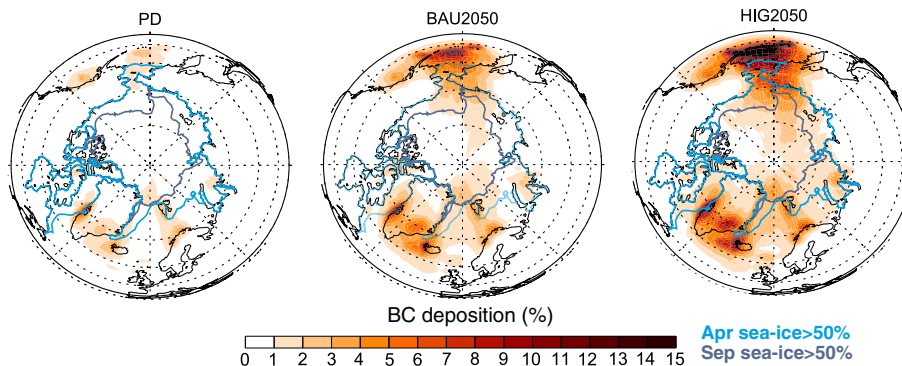 PD
BAU2050
HIG2050
BC deposition (%)
0 1 2 3 4 5 6 7 8 9 10 11 12 13 14 15
Apr sea-ice>50%
Sep sea-ice>50%